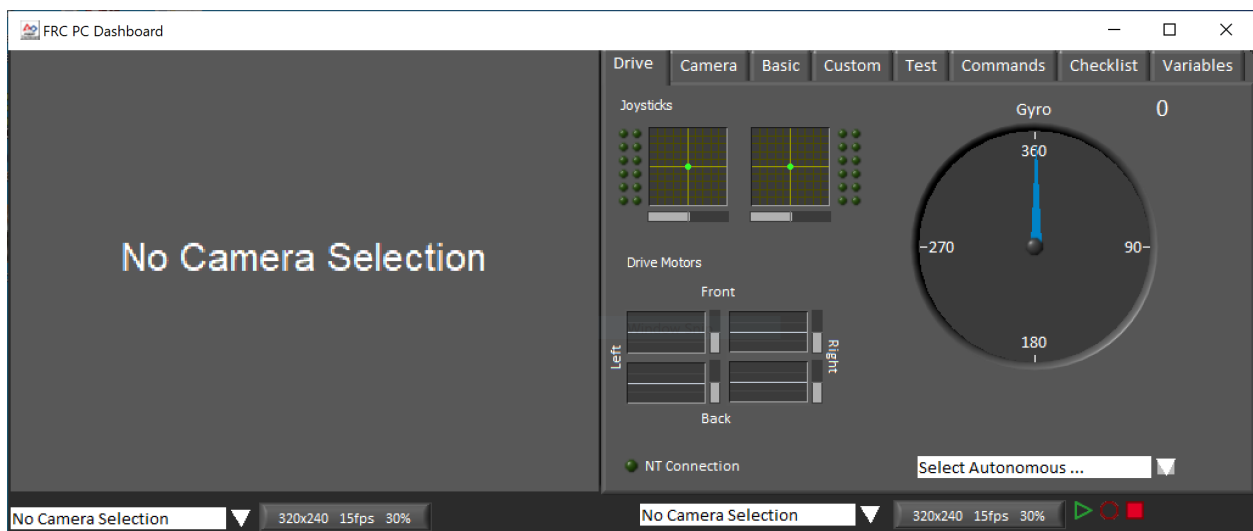 FRC PC Dashboard
No Camera Selection
No Camera Selection
320x240 15fps 30%
Drive Camera Basic Custom Test Commands Checklist Variables
Joysticks
Gyro 0
360
270 90
180
Drive Motors
Front
Left Right
Back
NT Connection
Select Autonomous ...
No Camera Selection
320x240 15fps 30%